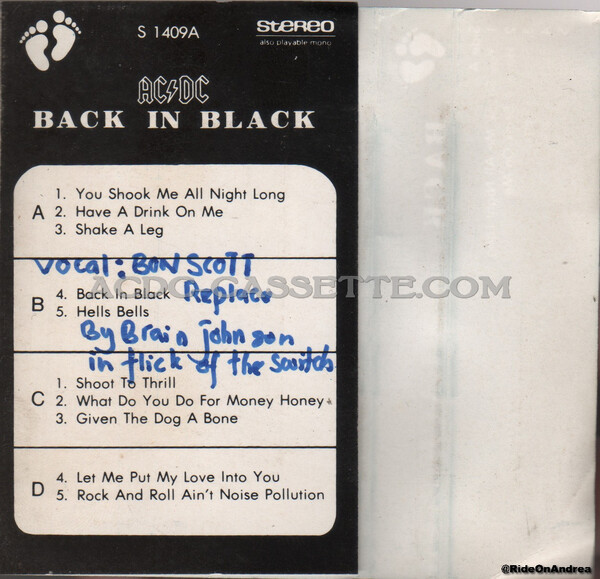 S 1409A
STEREO
also playable mono
AC⚡DC
BACK IN BLACK
A
1. You Shook Me All Night Long
2. Have A Drink On Me
3. Shake A Leg
vocal: BON SCOTT
ACDC-CASSETTE.COM
B
4. Back In Black Replace
5. Hells Bells
By Brain Johnson
in flick of the switch
C
1. Shoot To Thrill
2. What Do You Do For Money Honey
3. Given The Dog A Bone
D
4. Let Me Put My Love Into You
5. Rock And Roll Ain't Noise Pollution
@RideOnAndrea